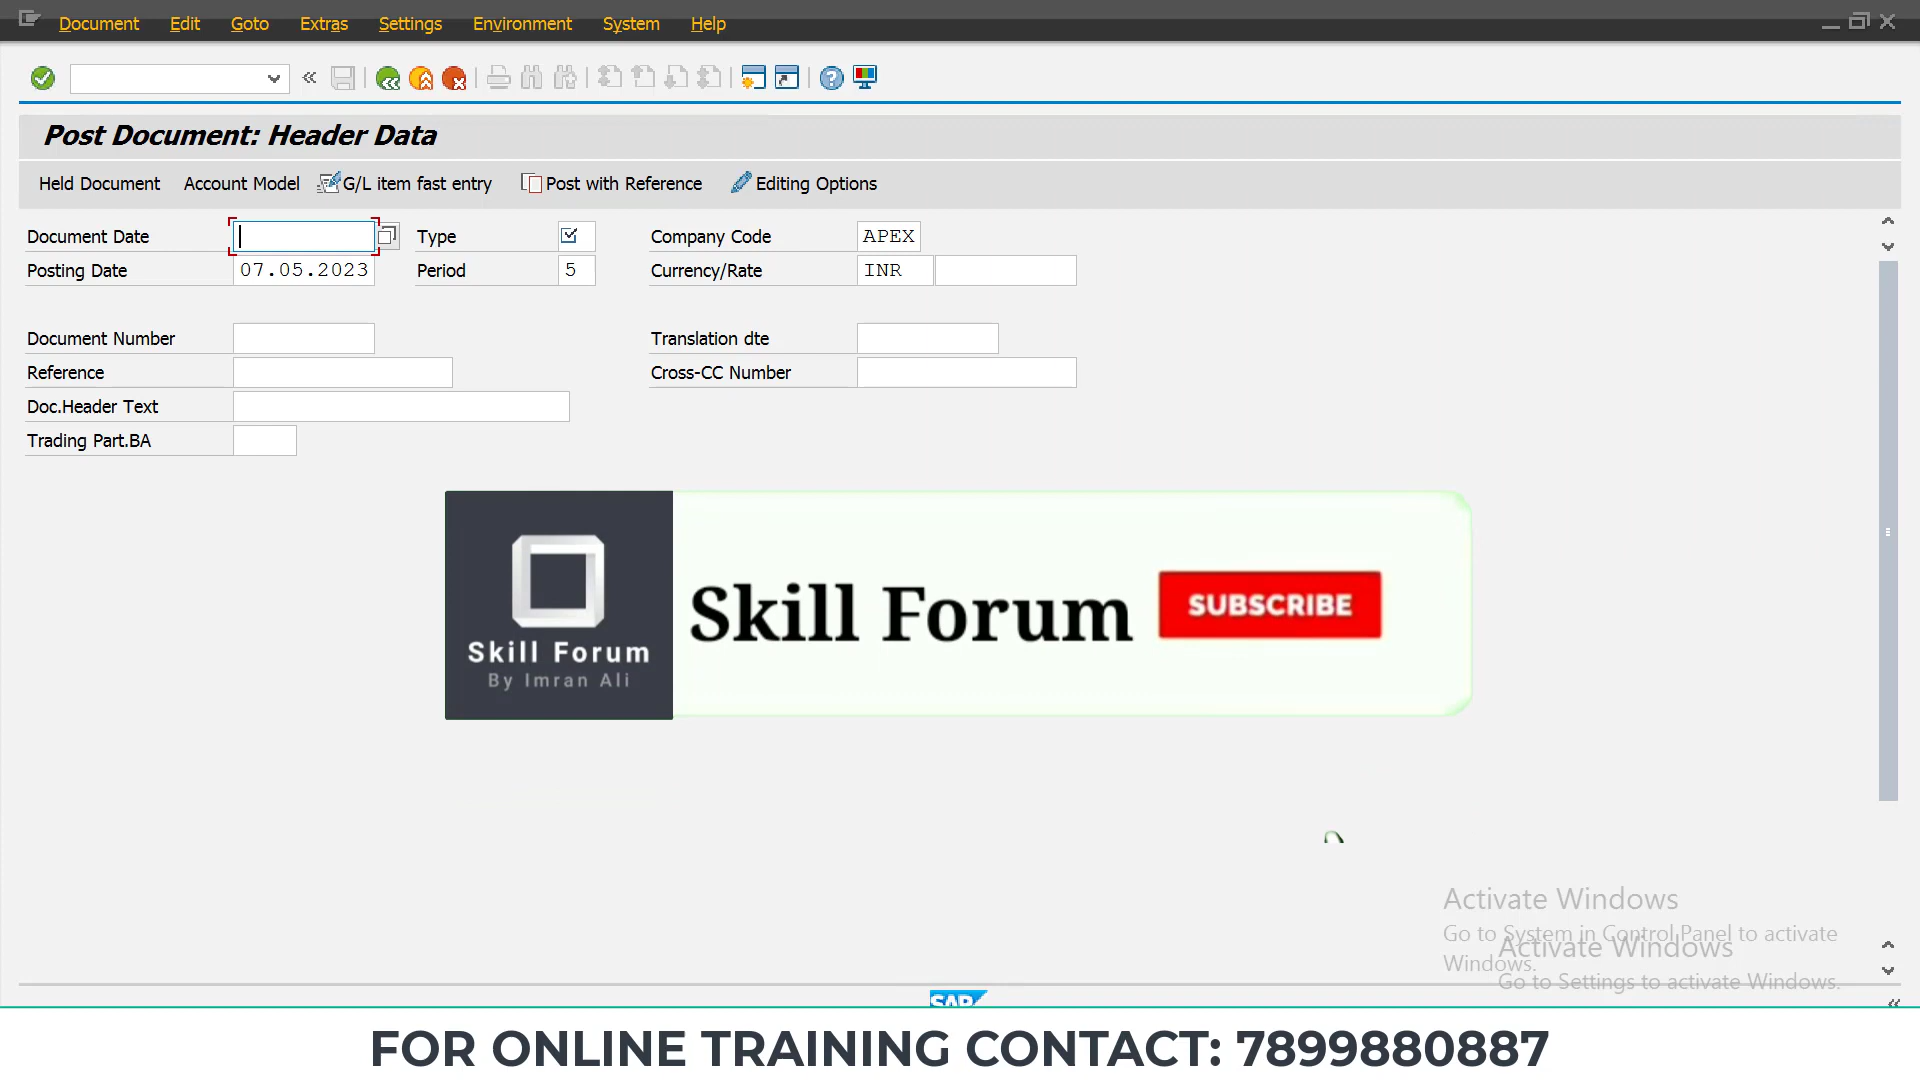 Document Edit Goto Extras Settings Environment System Help
Post Document: Header Data
Held Document Account Model G/L item fast entry Post with Reference Editing Options
Document Date Type Company Code APEX
Posting Date 07.05.2023 Period 5 Currency/Rate INR
Document Number Translation dte
Reference Cross-CC Number
Doc.Header Text
Trading Part.BA
Skill Forum
By Imran Ali
Skill Forum SUBSCRIBE
Activate Windows
Go to System in Control Panel to activate
Windows.
Activate Windows
Go to Settings to activate Windows.
SAP
FOR ONLINE TRAINING CONTACT: 7899880887